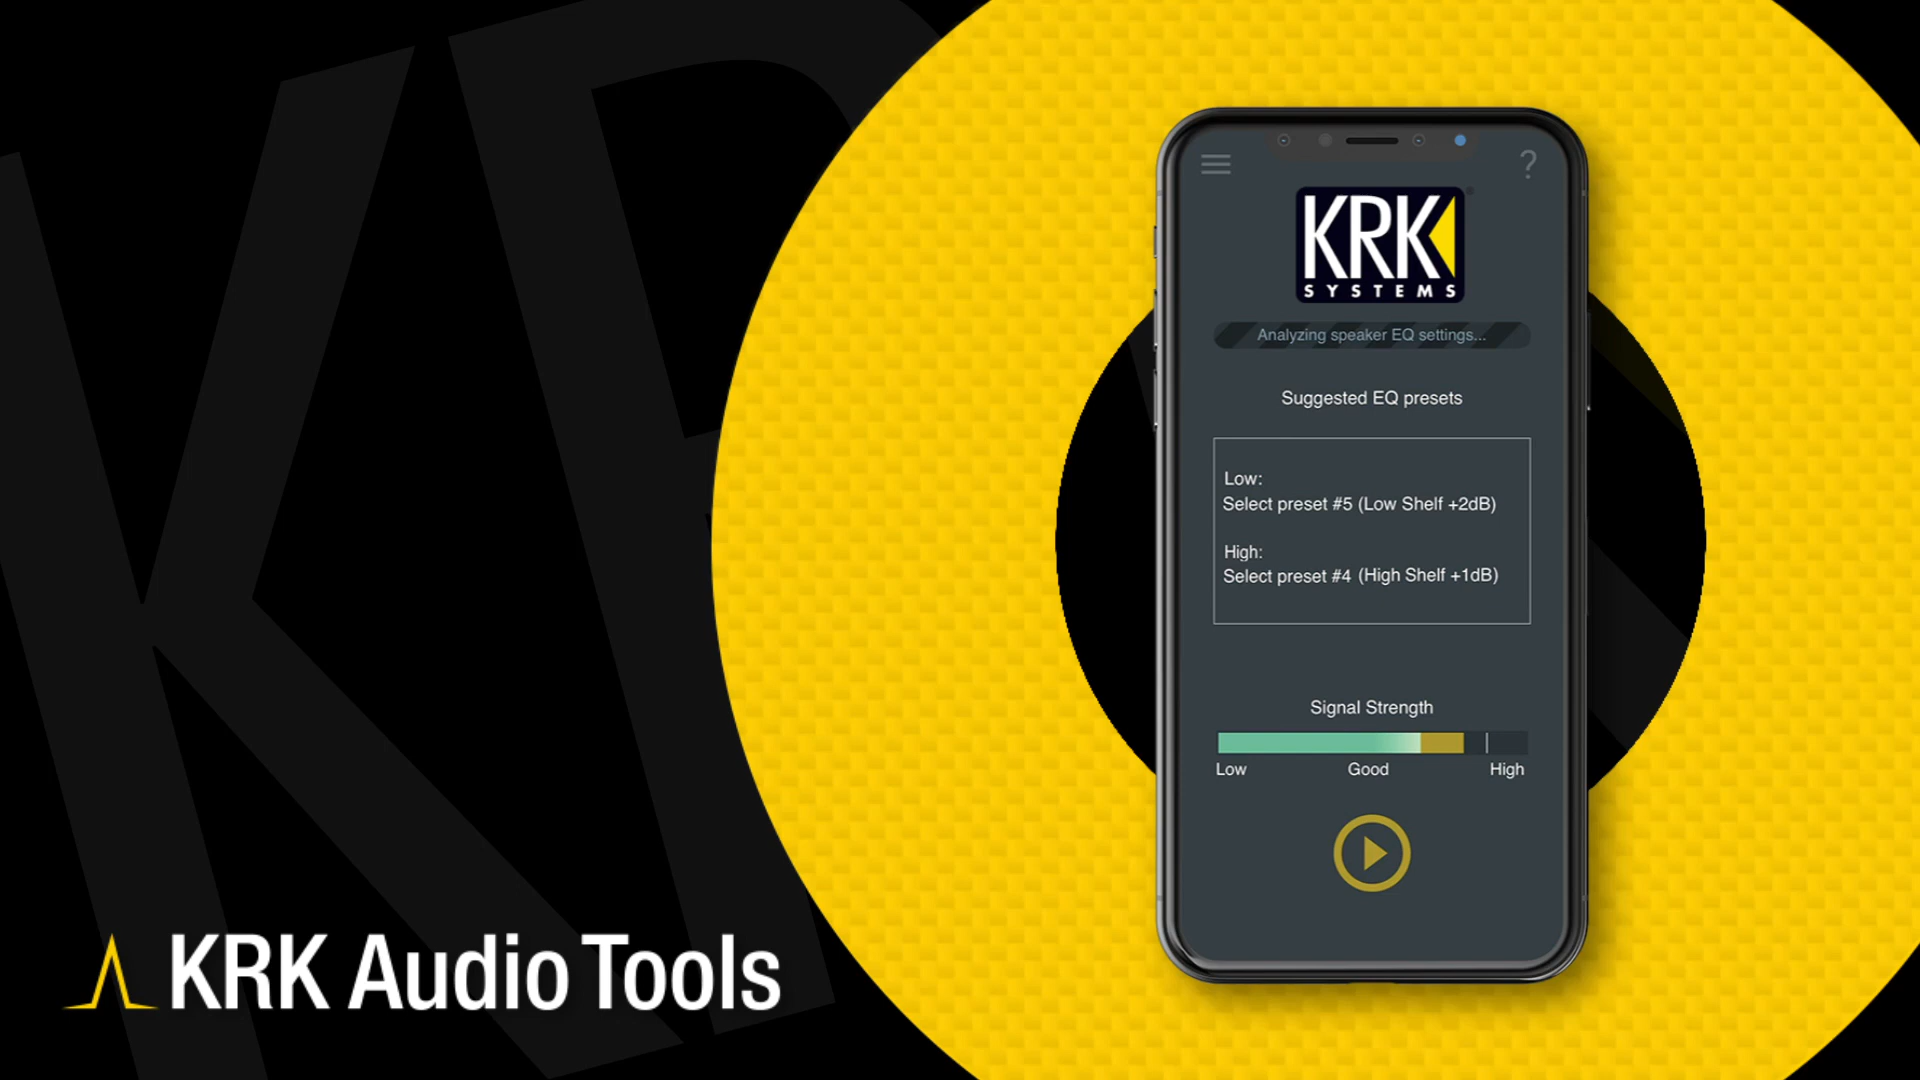 KRK
?
KRK
SYSTEMS
Analyzing speaker EQ settings...
Suggested EQ presets
Low:
Select preset #5 (Low Shelf +2dB)
High:
Select preset #4 (High Shelf +1dB)
Signal Strength
Low Good High
KRK Audio Tools